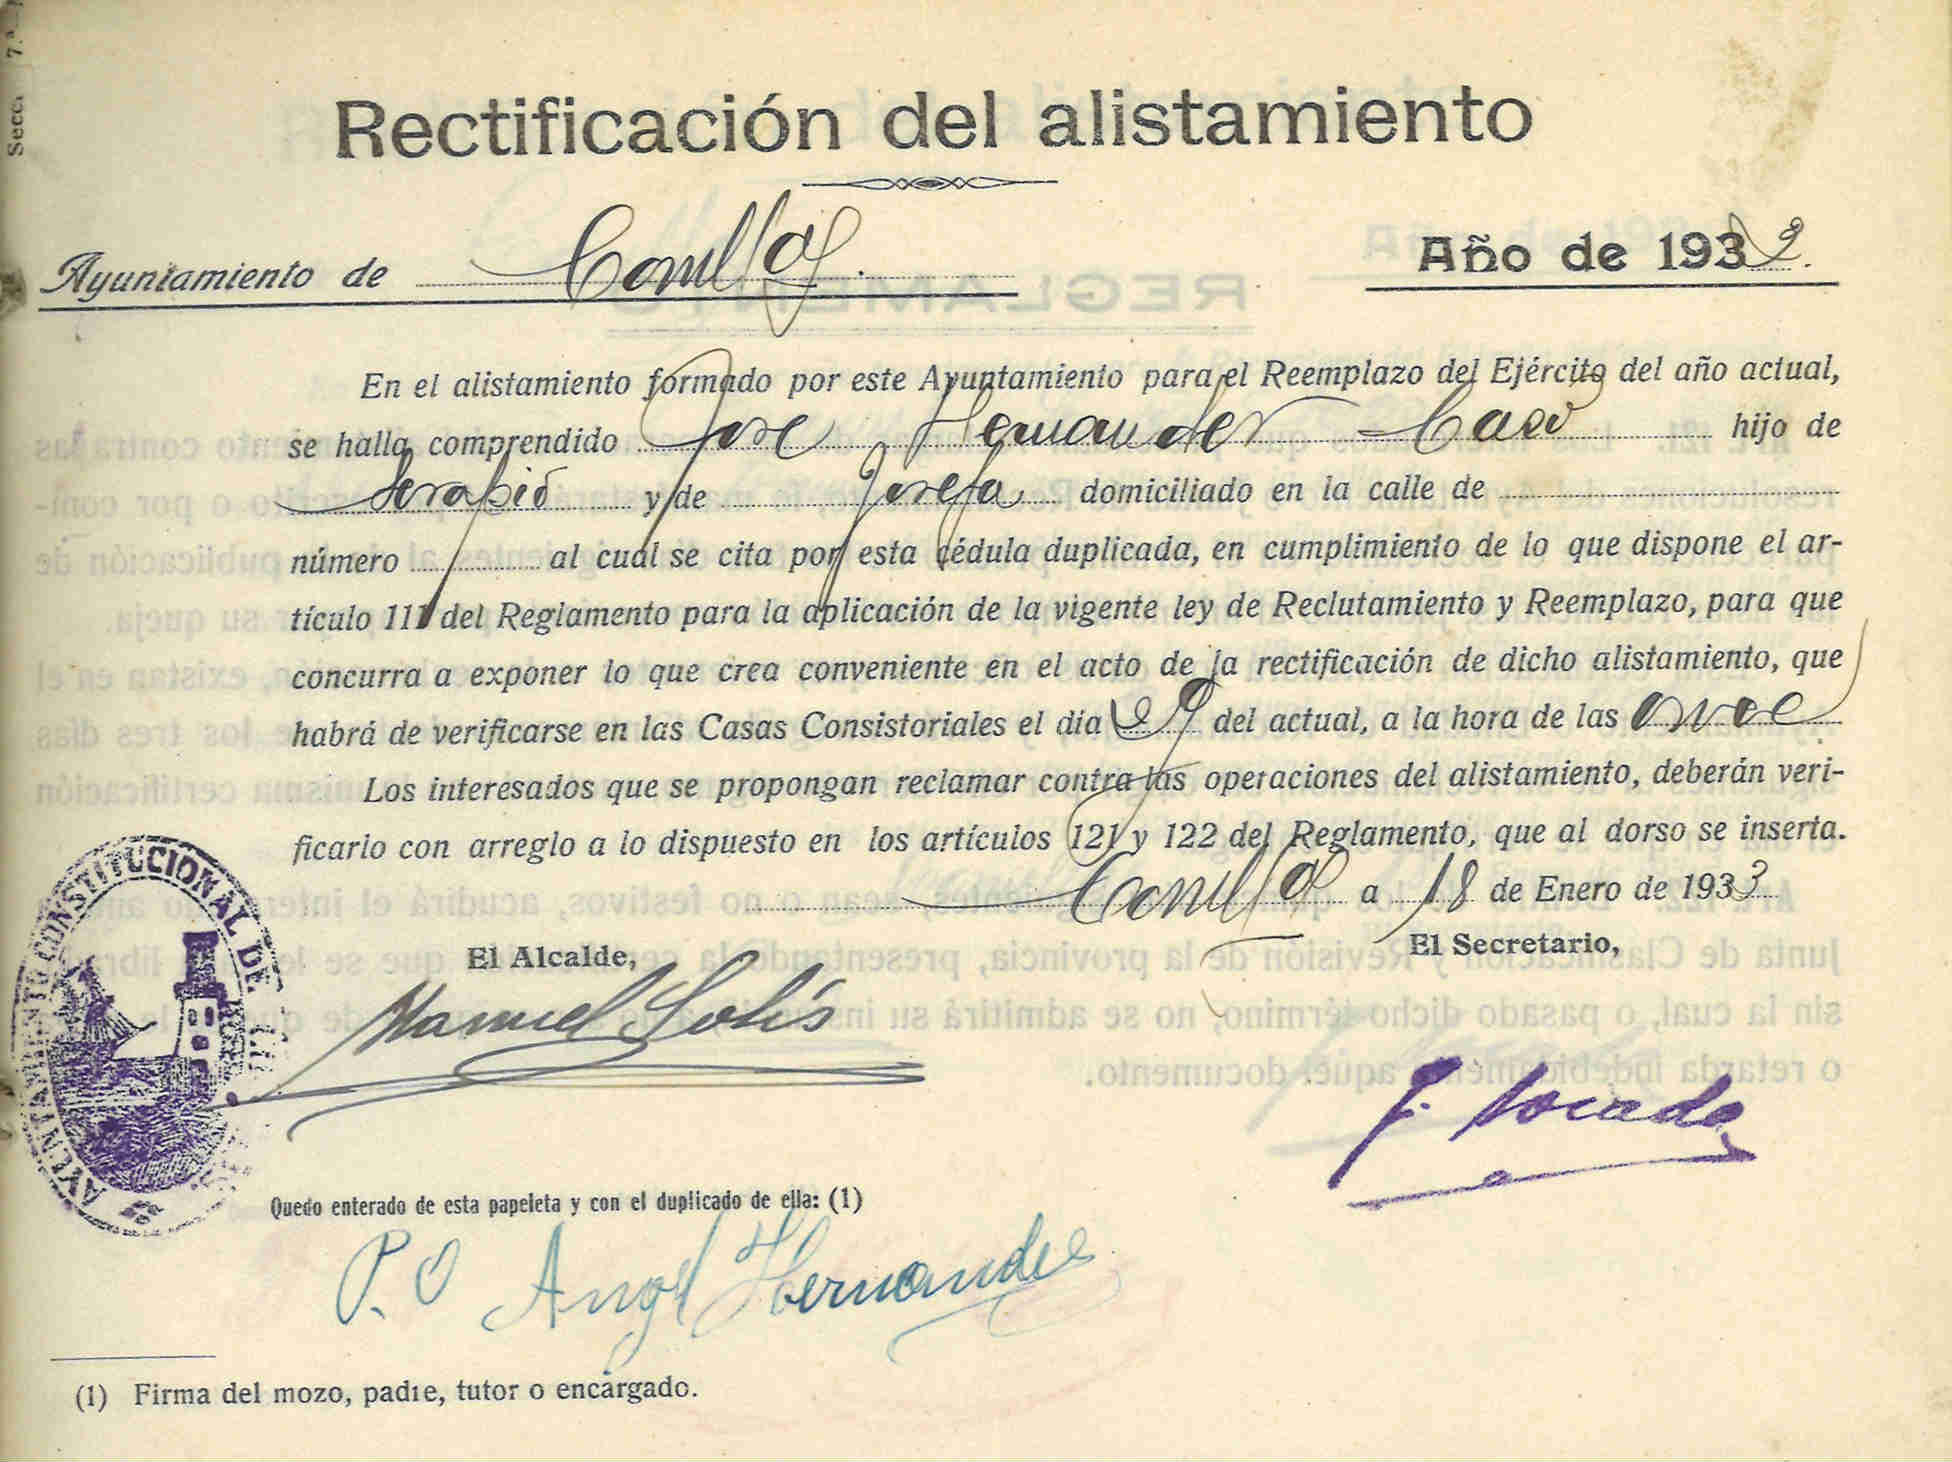 Rectificación del alistamiento
Ayuntamiento de Comillas. Año de 1933.
En el alistamiento formado por este Ayuntamiento para el Reemplazo del Ejército del año actual,
se halla comprendido Jose Hernandez Caso hijo de
Serapio y de Josefa domiciliado en la calle de
número al cual se cita por esta cédula duplicada, en cumplimiento de lo que dispone el ar-
tículo 111 del Reglamento para la aplicación de la vigente ley de Reclutamiento y Reemplazo, para que
concurra a exponer lo que crea conveniente en el acto de la rectificación de dicho alistamiento, que
habrá de verificarse en las Casas Consistoriales el día 29 del actual, a la hora de las once
Los interesados que se propongan reclamar contra las operaciones del alistamiento, deberán veri-
ficarlo con arreglo a lo dispuesto en los artículos 121 y 122 del Reglamento, que al dorso se inserta.
Comillas a 18 de Enero de 1933
El Alcalde, El Secretario,
Manuel Solís
AYUNTAMIENTO CONSTITUCIONAL DE
Quedo enterado de esta papeleta y con el duplicado de ella: (1)
P. O Angel Hernandez
(1) Firma del mozo, padre, tutor o encargado.